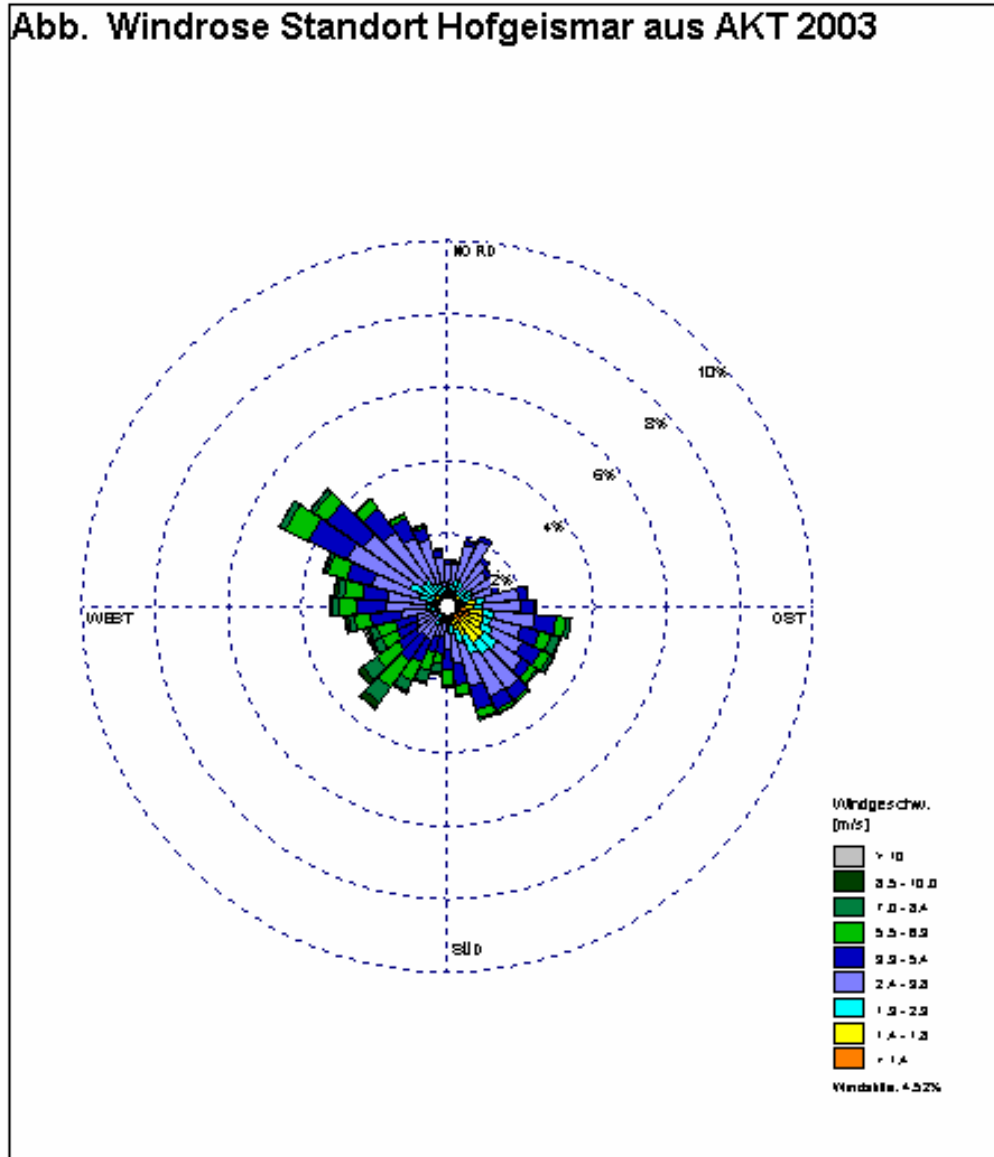 Abb. Windrose Standort Hofgeismar aus AKT 2003
NORD
10%
8%
6%
4%
2%
WEST
OST
SÜD
Windgeschw.
[m/s]
> 10
8.5 - 10.0
7.0 - 8.4
5.5 - 6.9
3.9 - 5.4
2.4 - 3.8
1.9 - 2.3
1.4 - 1.8
< 1.4
Windstille. 4.52%